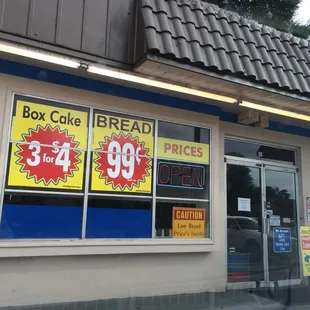 Box Cake
3 for $4
BREAD
99¢
PRICES
OPEN
CAUTION
Low Bread
Prices Inside